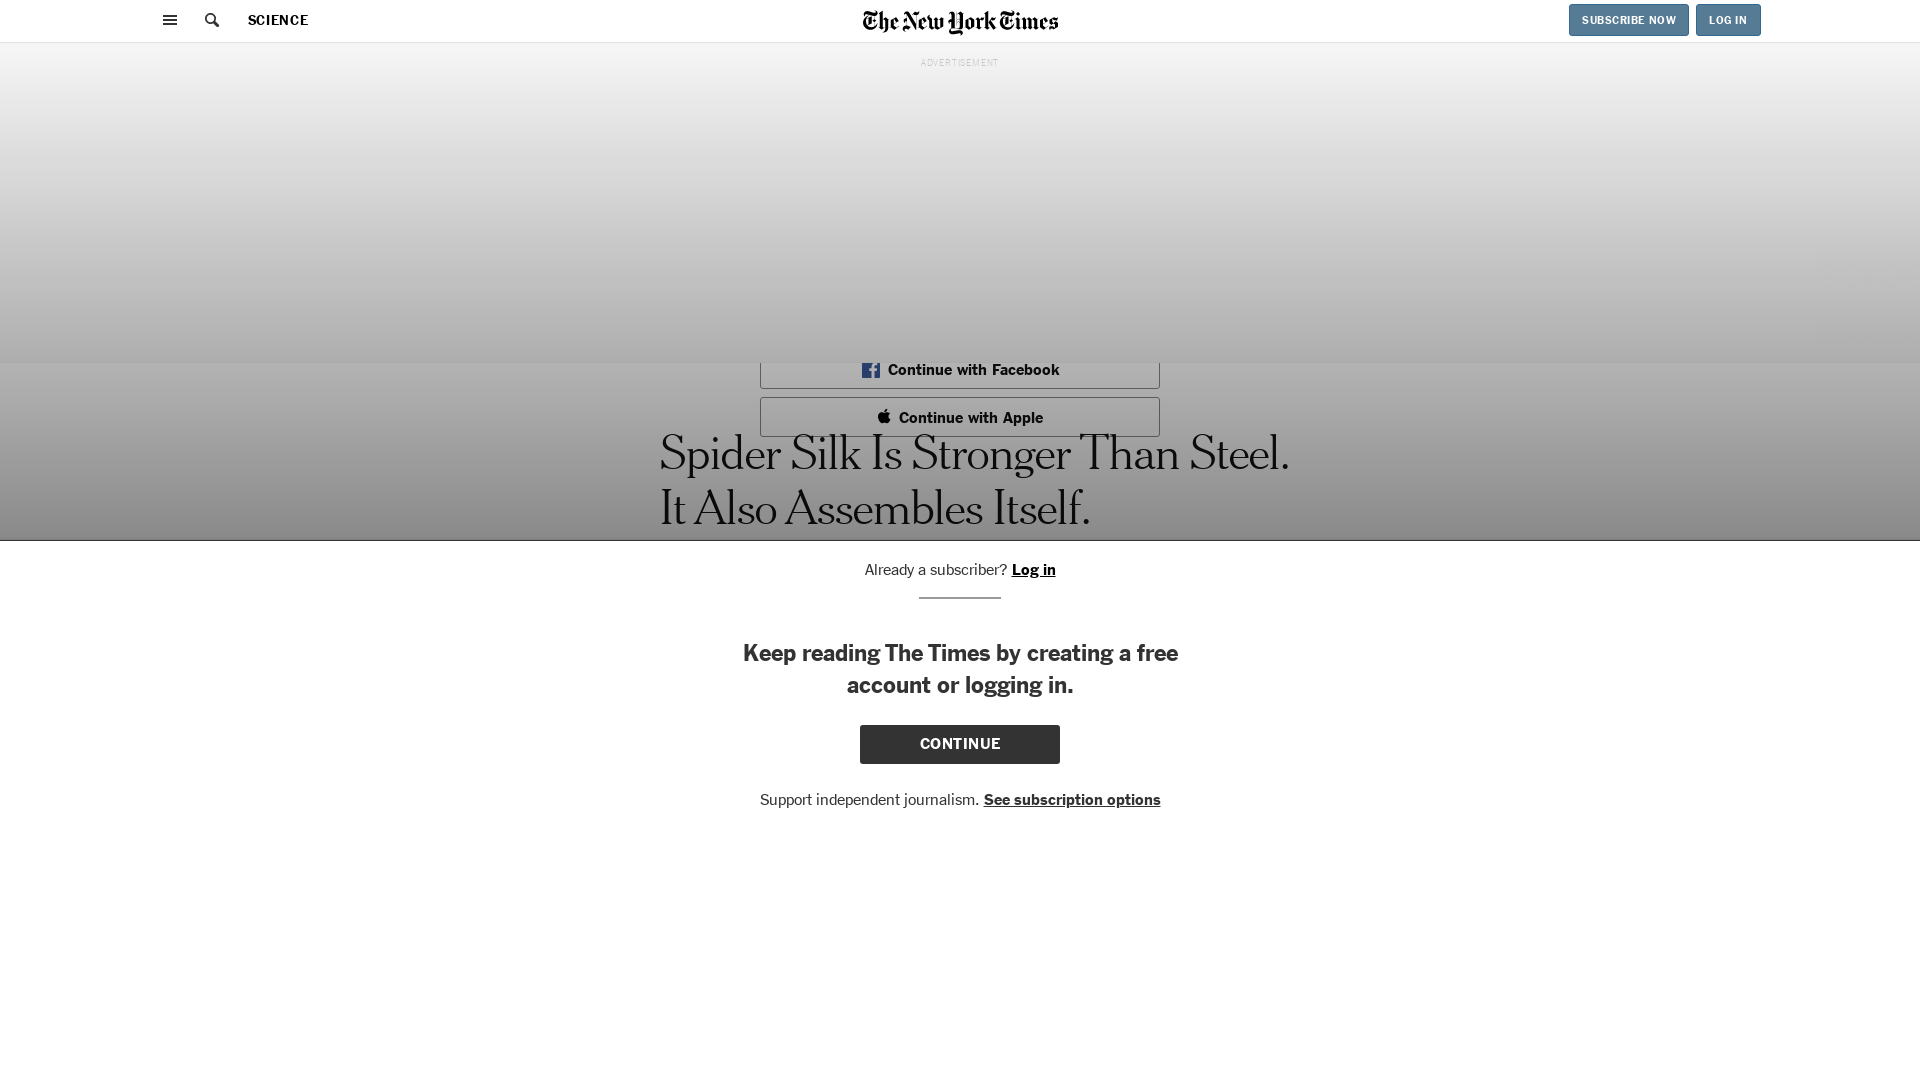 SCIENCE
The New York Times
SUBSCRIBE NOW
LOG IN
ADVERTISEMENT
Continue with Facebook
Continue with Apple
Spider Silk Is Stronger Than Steel.
It Also Assembles Itself.
Already a subscriber? Log in
Keep reading The Times by creating a free
account or logging in.
CONTINUE
Support independent journalism. See subscription options